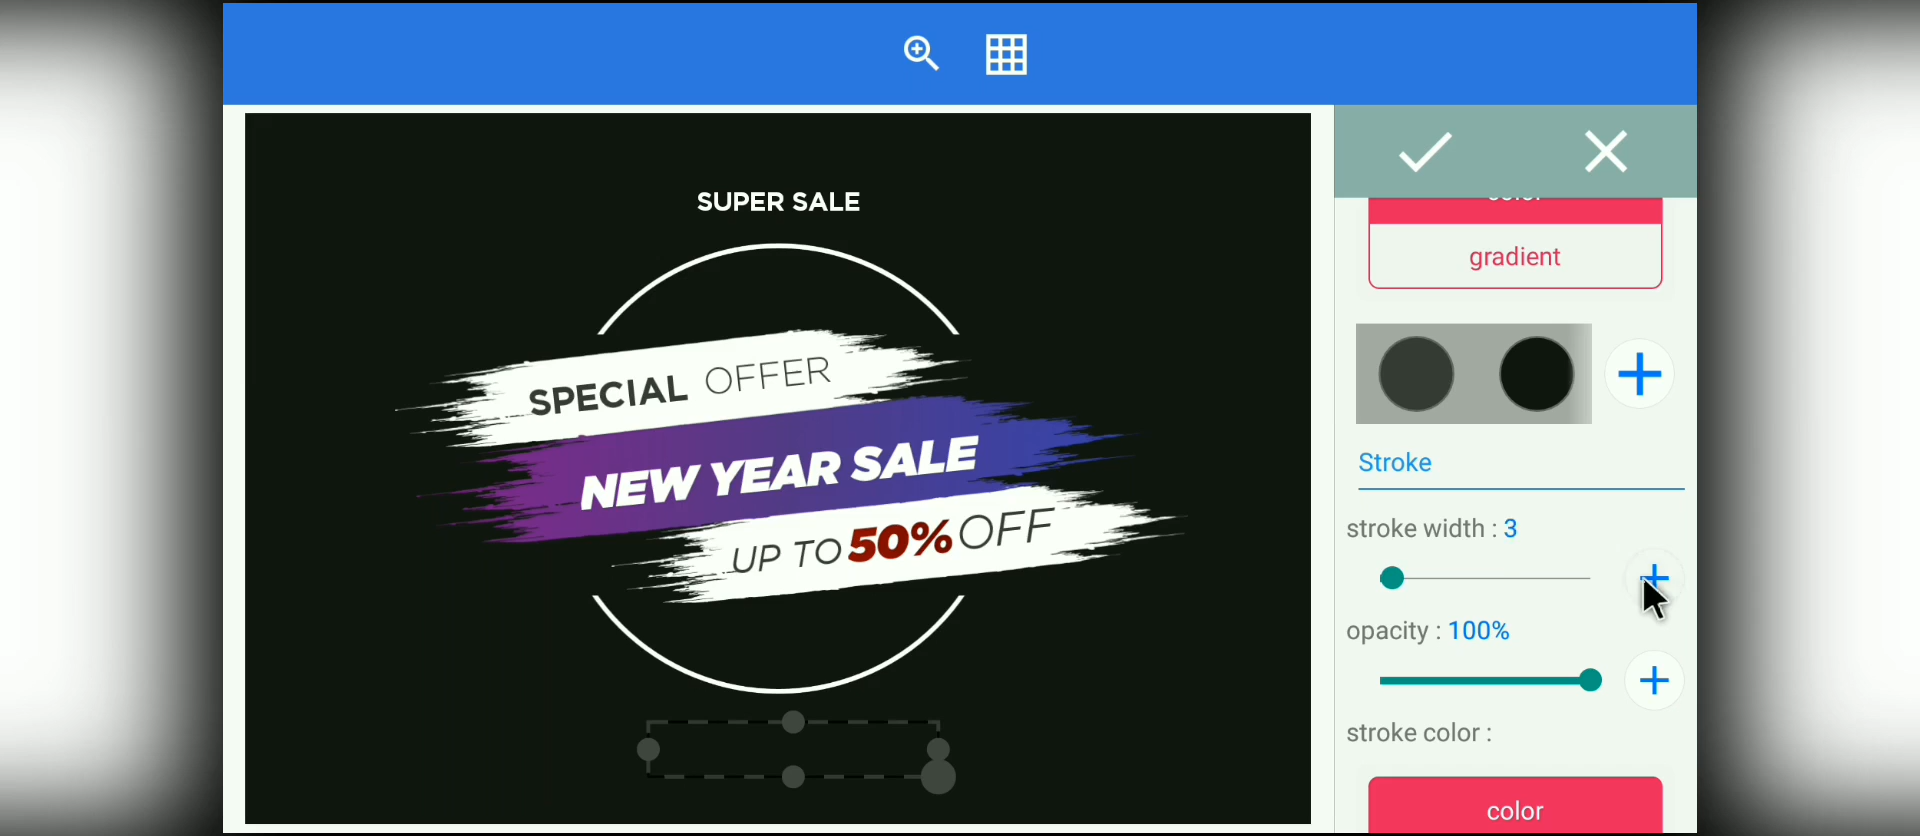 SUPER SALE
SPECIAL OFFER
NEW YEAR SALE
UP TO 50% OFF
color
gradient
Stroke
stroke width : 3
opacity : 100%
stroke color :
color